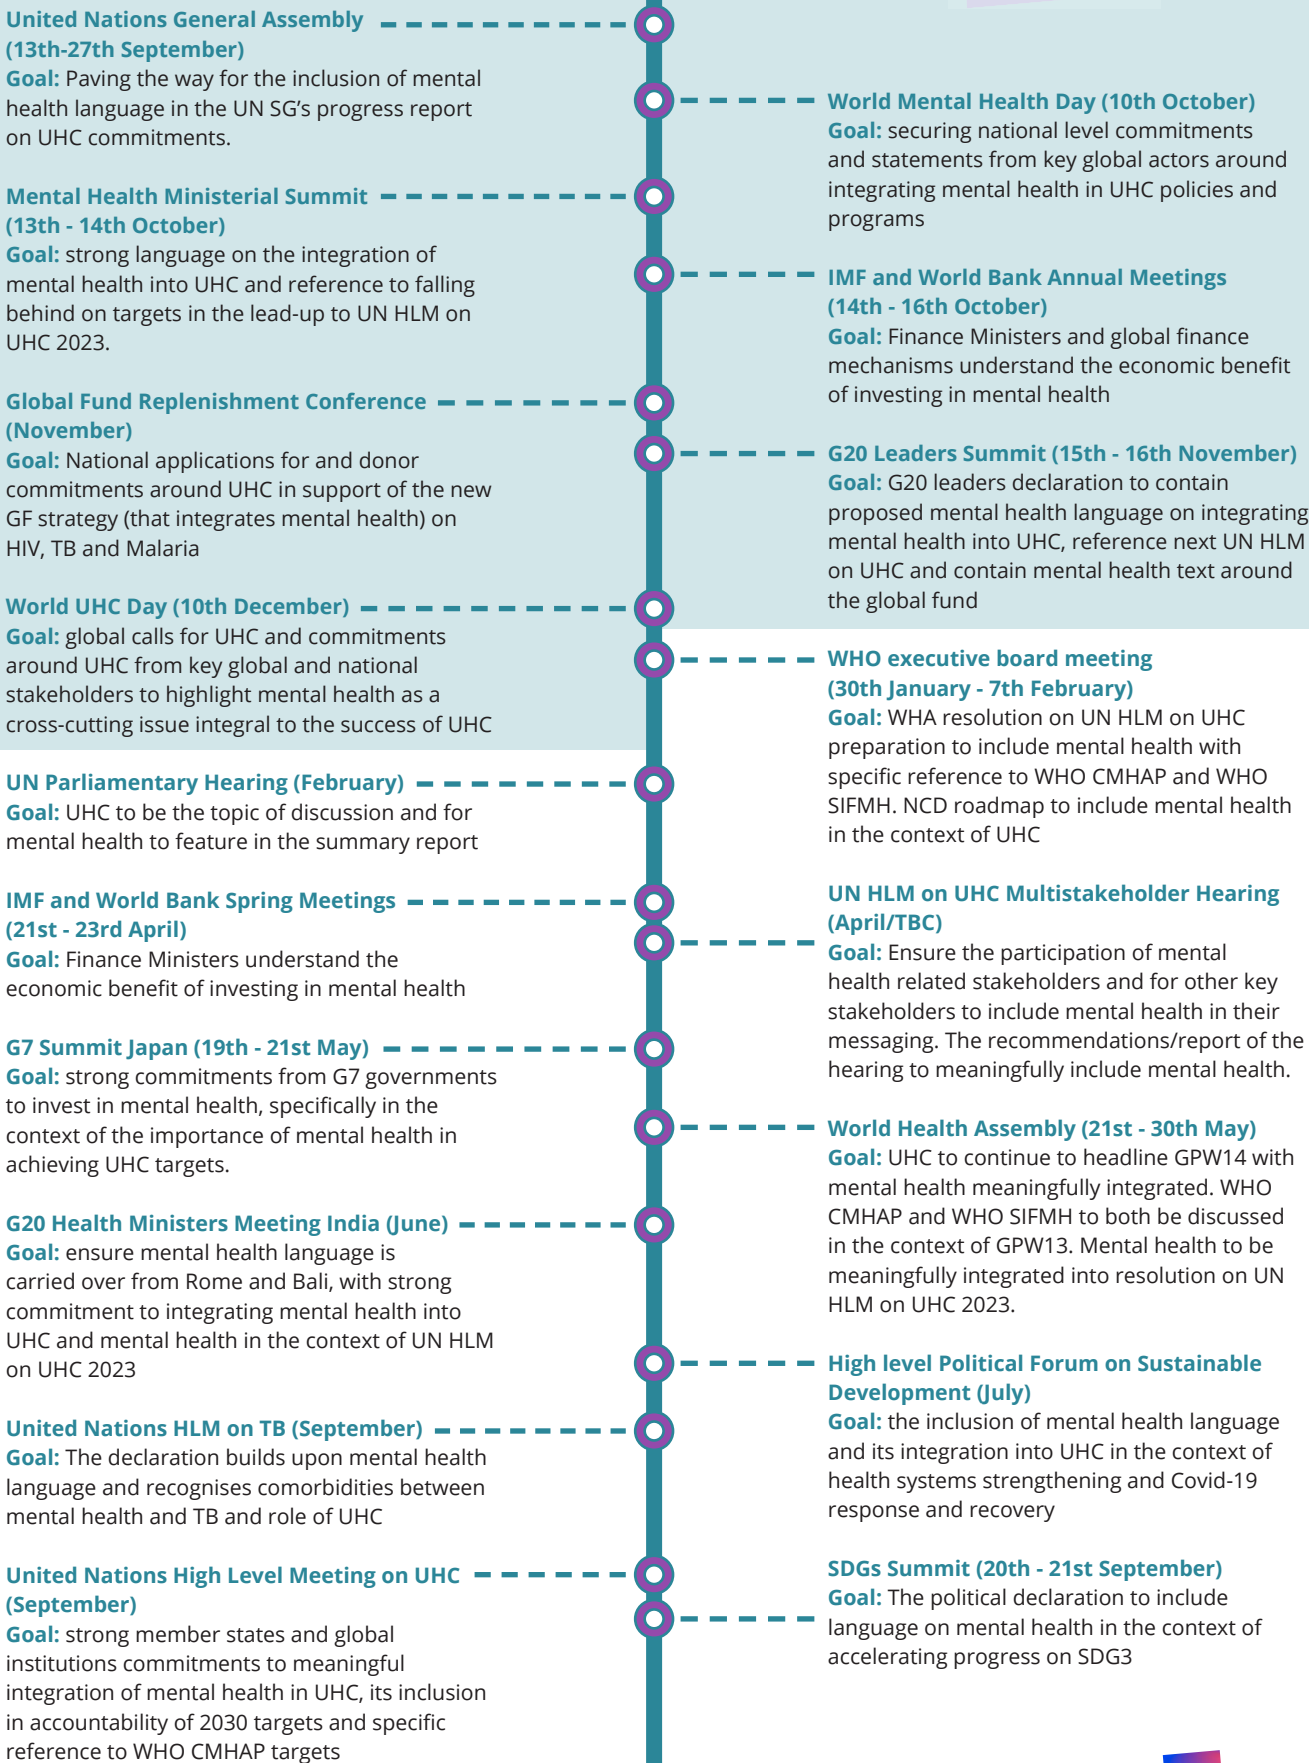 United Nations General Assembly
(13th-27th September)
Goal: Paving the way for the inclusion of mental
health language in the UN SG's progress report
on UHC commitments.
World Mental Health Day (10th October)
Goal: securing national level commitments
and statements from key global actors around
integrating mental health in UHC policies and
programs
Mental Health Ministerial Summit
(13th - 14th October)
Goal: strong language on the integration of
mental health into UHC and reference to falling
behind on targets in the lead-up to UN HLM on
UHC 2023.
IMF and World Bank Annual Meetings
(14th - 16th October)
Goal: Finance Ministers and global finance
mechanisms understand the economic benefit
of investing in mental health
Global Fund Replenishment Conference
(November)
Goal: National applications for and donor
commitments around UHC in support of the new
GF strategy (that integrates mental health) on
HIV, TB and Malaria
G20 Leaders Summit (15th - 16th November)
Goal: G20 leaders declaration to contain
proposed mental health language on integrating
mental health into UHC, reference next UN HLM
on UHC and contain mental health text around
the global fund
World UHC Day (10th December)
Goal: global calls for UHC and commitments
around UHC from key global and national
stakeholders to highlight mental health as a
cross-cutting issue integral to the success of UHC
WHO executive board meeting
(30th January - 7th February)
Goal: WHA resolution on UN HLM on UHC
preparation to include mental health with
specific reference to WHO CMHAP and WHO
SIFMH. NCD roadmap to include mental health
in the context of UHC
UN Parliamentary Hearing (February)
Goal: UHC to be the topic of discussion and for
mental health to feature in the summary report
IMF and World Bank Spring Meetings
(21st - 23rd April)
Goal: Finance Ministers understand the
economic benefit of investing in mental health
UN HLM on UHC Multistakeholder Hearing
(April/TBC)
Goal: Ensure the participation of mental
health related stakeholders and for other key
stakeholders to include mental health in their
messaging. The recommendations/report of the
hearing to meaningfully include mental health.
G7 Summit Japan (19th - 21st May)
Goal: strong commitments from G7 governments
to invest in mental health, specifically in the
context of the importance of mental health in
achieving UHC targets.
World Health Assembly (21st - 30th May)
Goal: UHC to continue to headline GPW14 with
mental health meaningfully integrated. WHO
CMHAP and WHO SIFMH to both be discussed
in the context of GPW13. Mental health to be
meaningfully integrated into resolution on UN
HLM on UHC 2023.
G20 Health Ministers Meeting India (June)
Goal: ensure mental health language is
carried over from Rome and Bali, with strong
commitment to integrating mental health into
UHC and mental health in the context of UN HLM
on UHC 2023
High level Political Forum on Sustainable
Development (July)
Goal: the inclusion of mental health language
and its integration into UHC in the context of
health systems strengthening and Covid-19
response and recovery
United Nations HLM on TB (September)
Goal: The declaration builds upon mental health
language and recognises comorbidities between
mental health and TB and role of UHC
United Nations High Level Meeting on UHC
(September)
Goal: strong member states and global
institutions commitments to meaningful
integration of mental health in UHC, its inclusion
in accountability of 2030 targets and specific
reference to WHO CMHAP targets
SDGs Summit (20th - 21st September)
Goal: The political declaration to include
language on mental health in the context of
accelerating progress on SDG3